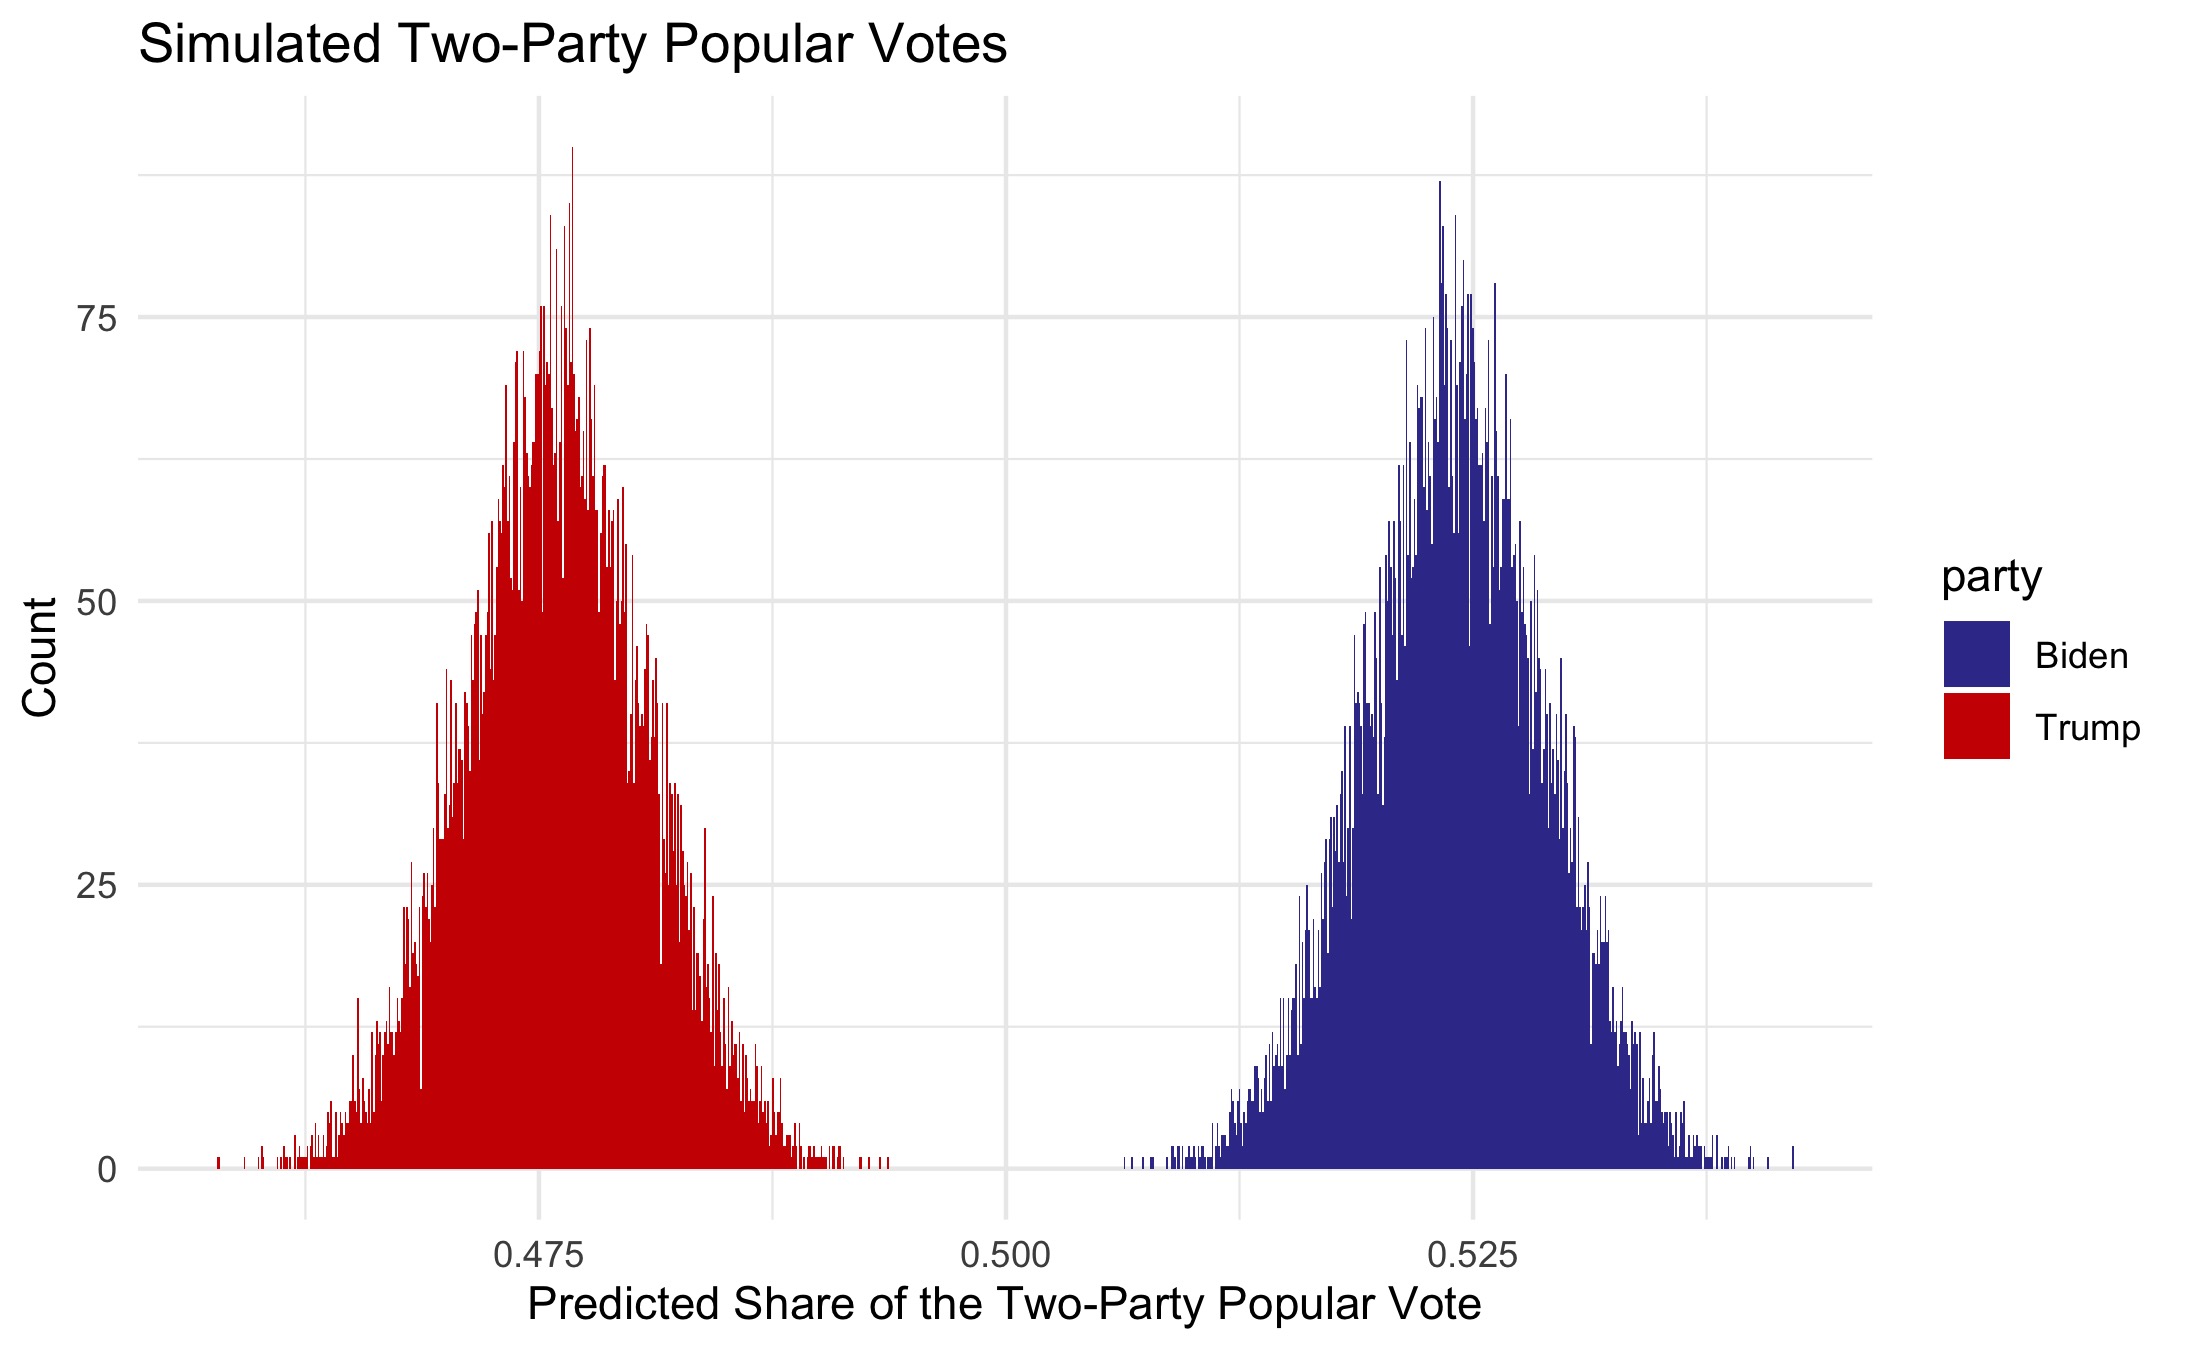 Simulated Two-Party Popular Votes
Count
75
50
25
0
0.475
0.500
0.525
Predicted Share of the Two-Party Popular Vote
party
Biden
Trump